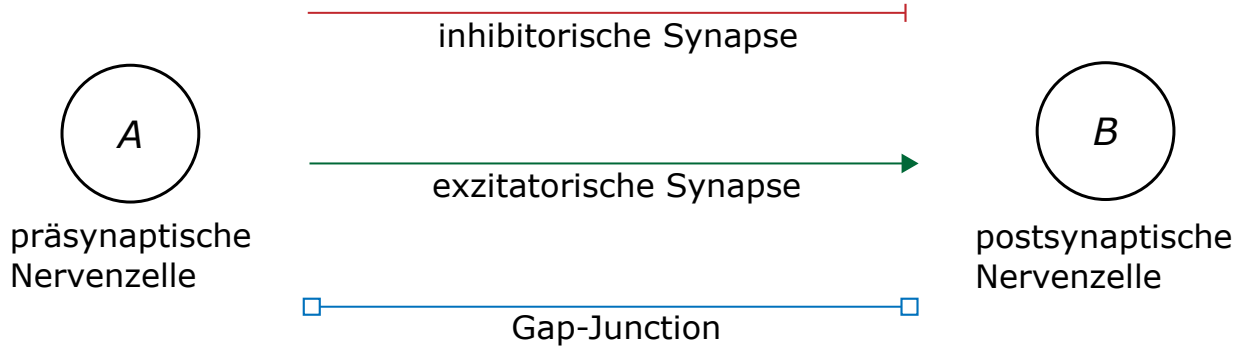 inhibitorische Synapse
A
B
exzitatorische Synapse
präsynaptische
Nervenzelle
postsynaptische
Nervenzelle
Gap-Junction